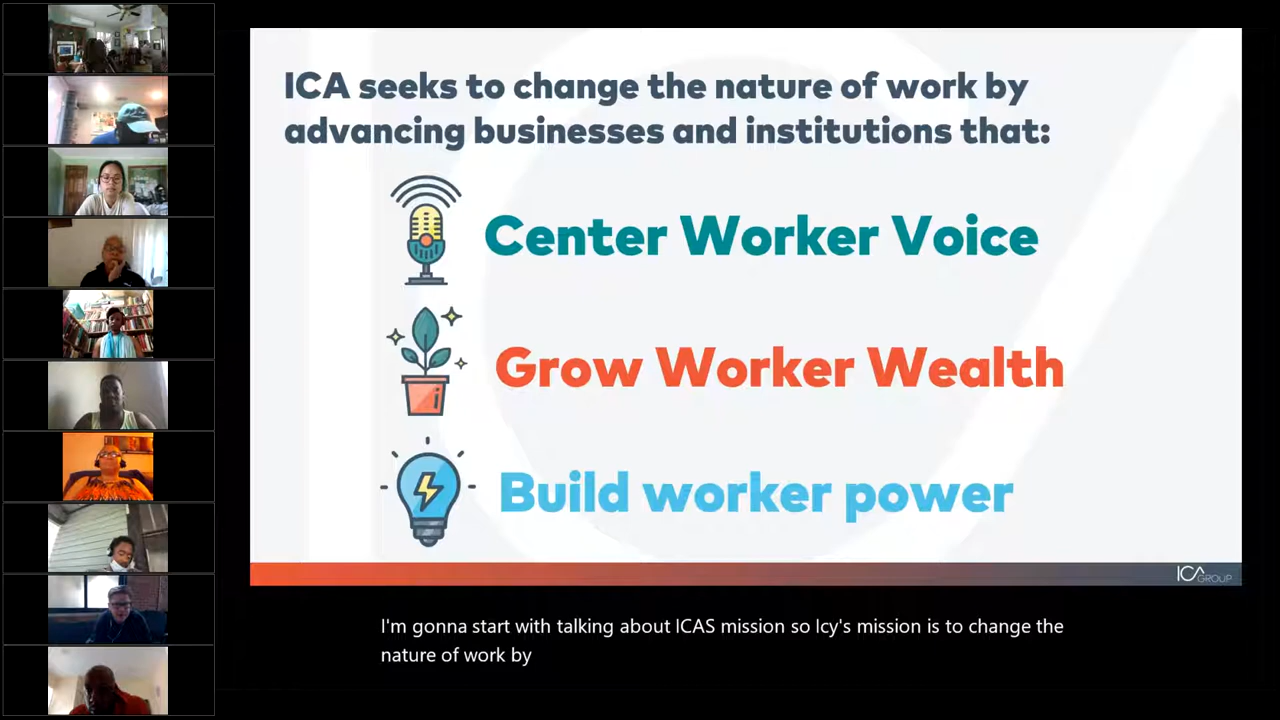 ICA seeks to change the nature of work by
advancing businesses and institutions that:
Center Worker Voice
Grow Worker Wealth
Build worker power
ICA GROUP
I'm gonna start with talking about ICAS mission so Icy's mission is to change the
nature of work by